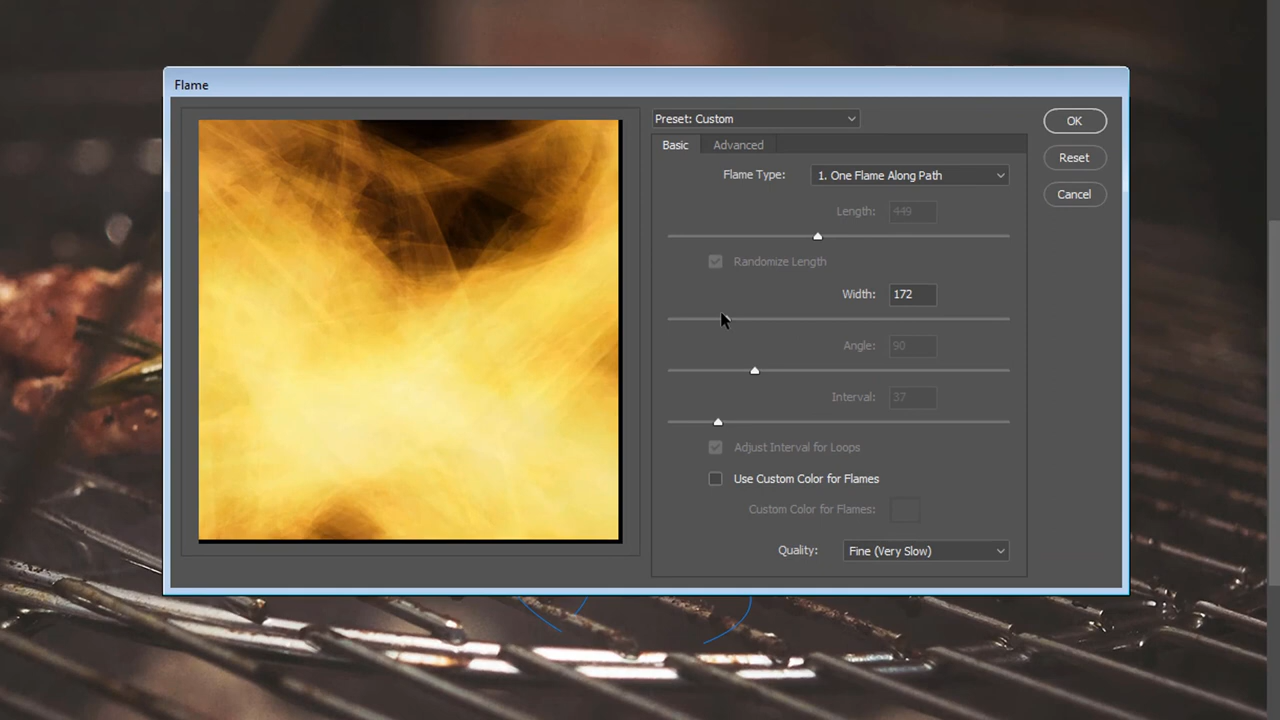 Flame
Preset: Custom
OK
Basic Advanced
Reset
Flame Type: 1. One Flame Along Path
Cancel
Length: 449
Randomize Length
Width: 172
Angle: 90
Interval: 37
Adjust Interval for Loops
Use Custom Color for Flames
Custom Color for Flames:
Quality: Fine (Very Slow)